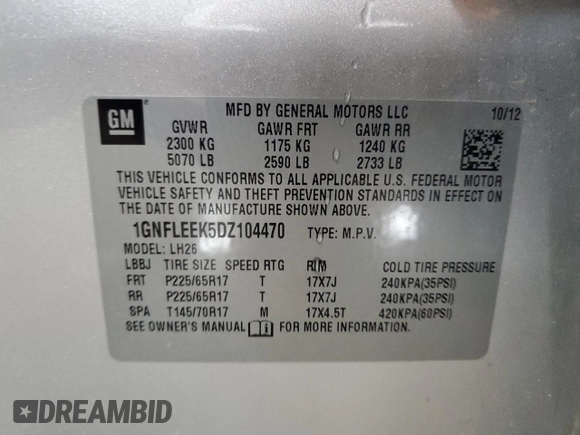 MFD BY GENERAL MOTORS LLC 10/12
GM
GVWR GAWR FRT GAWR RR
2300 KG 1175 KG 1240 KG
5070 LB 2590 LB 2733 LB
THIS VEHICLE CONFORMS TO ALL APPLICABLE U.S. FEDERAL MOTOR
VEHICLE SAFETY AND THEFT PREVENTION STANDARDS IN EFFECT ON
THE DATE OF MANUFACTURE SHOWN ABOVE.
1GNFLEEK5DZ104470 TYPE: M.P.V.
MODEL: LH26
LBBJ TIRE SIZE SPEED RTG RIM COLD TIRE PRESSURE
FRT P225/65R17 T 17X7J 240KPA(35PSI)
RR P225/65R17 T 17X7J 240KPA(35PSI)
SPA T145/70R17 M 17X4.5T 420KPA(60PSI)
SEE OWNER'S MANUAL FOR MORE INFORMATION.
DREAMBID